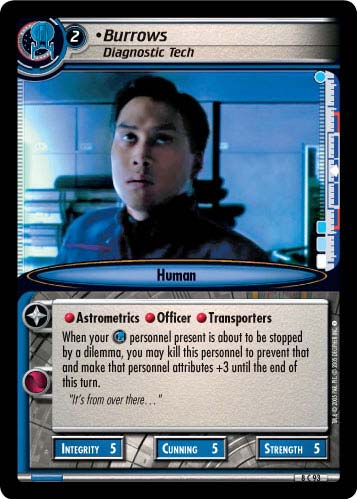 2
•Burrows
Diagnostic Tech
Human
Astrometrics Officer Transporters
When your personnel present is about to be stopped
by a dilemma, you may kill this personnel to prevent that
and make that personnel attributes +3 until the end of
this turn.
"It's from over there…"
INTEGRITY 5 CUNNING 5 STRENGTH 5
8 C 98